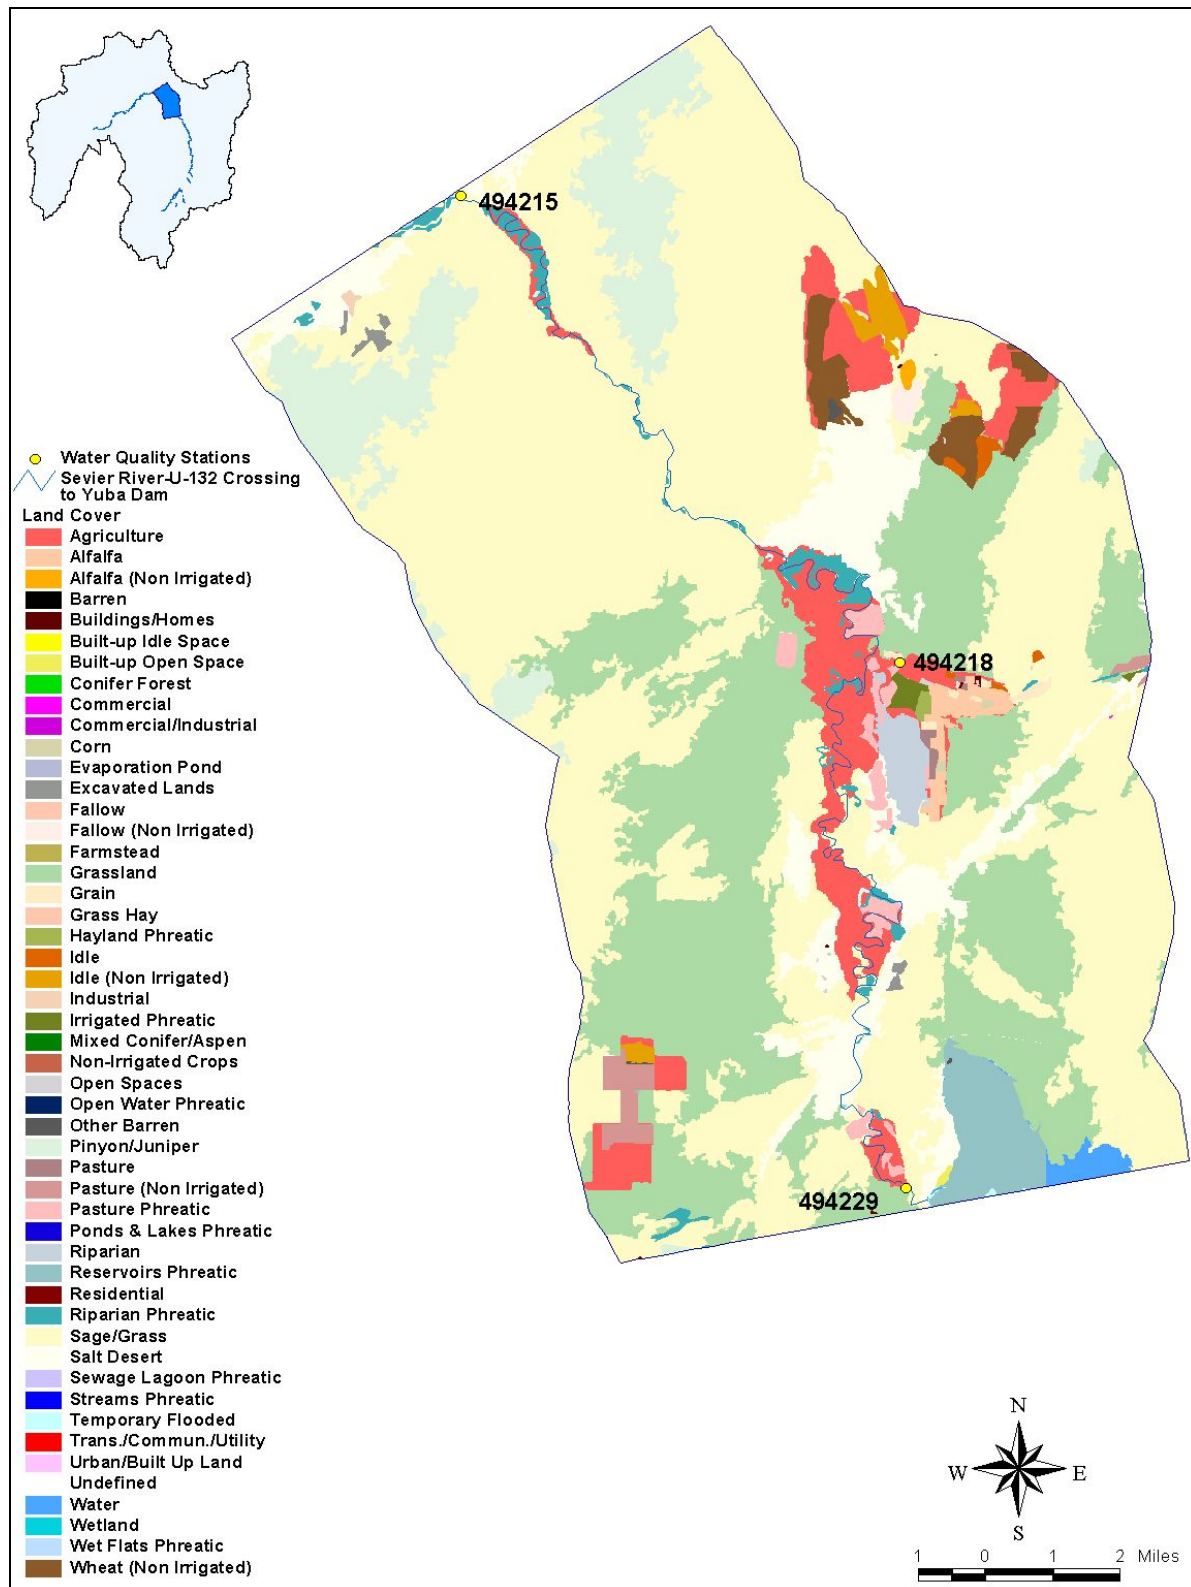 494215
494218
494229
Water Quality Stations
Sevier River-U-132 Crossing
to Yuba Dam
Land Cover
Agriculture
Alfalfa
Alfalfa (Non Irrigated)
Barren
Buildings/Homes
Built-up Idle Space
Built-up Open Space
Conifer Forest
Commercial
Commercial/Industrial
Corn
Evaporation Pond
Excavated Lands
Fallow
Fallow (Non Irrigated)
Farmstead
Grassland
Grain
Grass Hay
Hayland Phreatic
Idle
Idle (Non Irrigated)
Industrial
Irrigated Phreatic
Mixed Conifer/Aspen
Non-Irrigated Crops
Open Spaces
Open Water Phreatic
Other Barren
Pinyon/Juniper
Pasture
Pasture (Non Irrigated)
Pasture Phreatic
Ponds & Lakes Phreatic
Riparian
Reservoirs Phreatic
Residential
Riparian Phreatic
Sage/Grass
Salt Desert
Sewage Lagoon Phreatic
Streams Phreatic
Temporary Flooded
Trans./Commun./Utility
Urban/Built Up Land
Undefined
Water
Wetland
Wet Flats Phreatic
Wheat (Non Irrigated)
N
W E
S
1 0 1 2 Miles